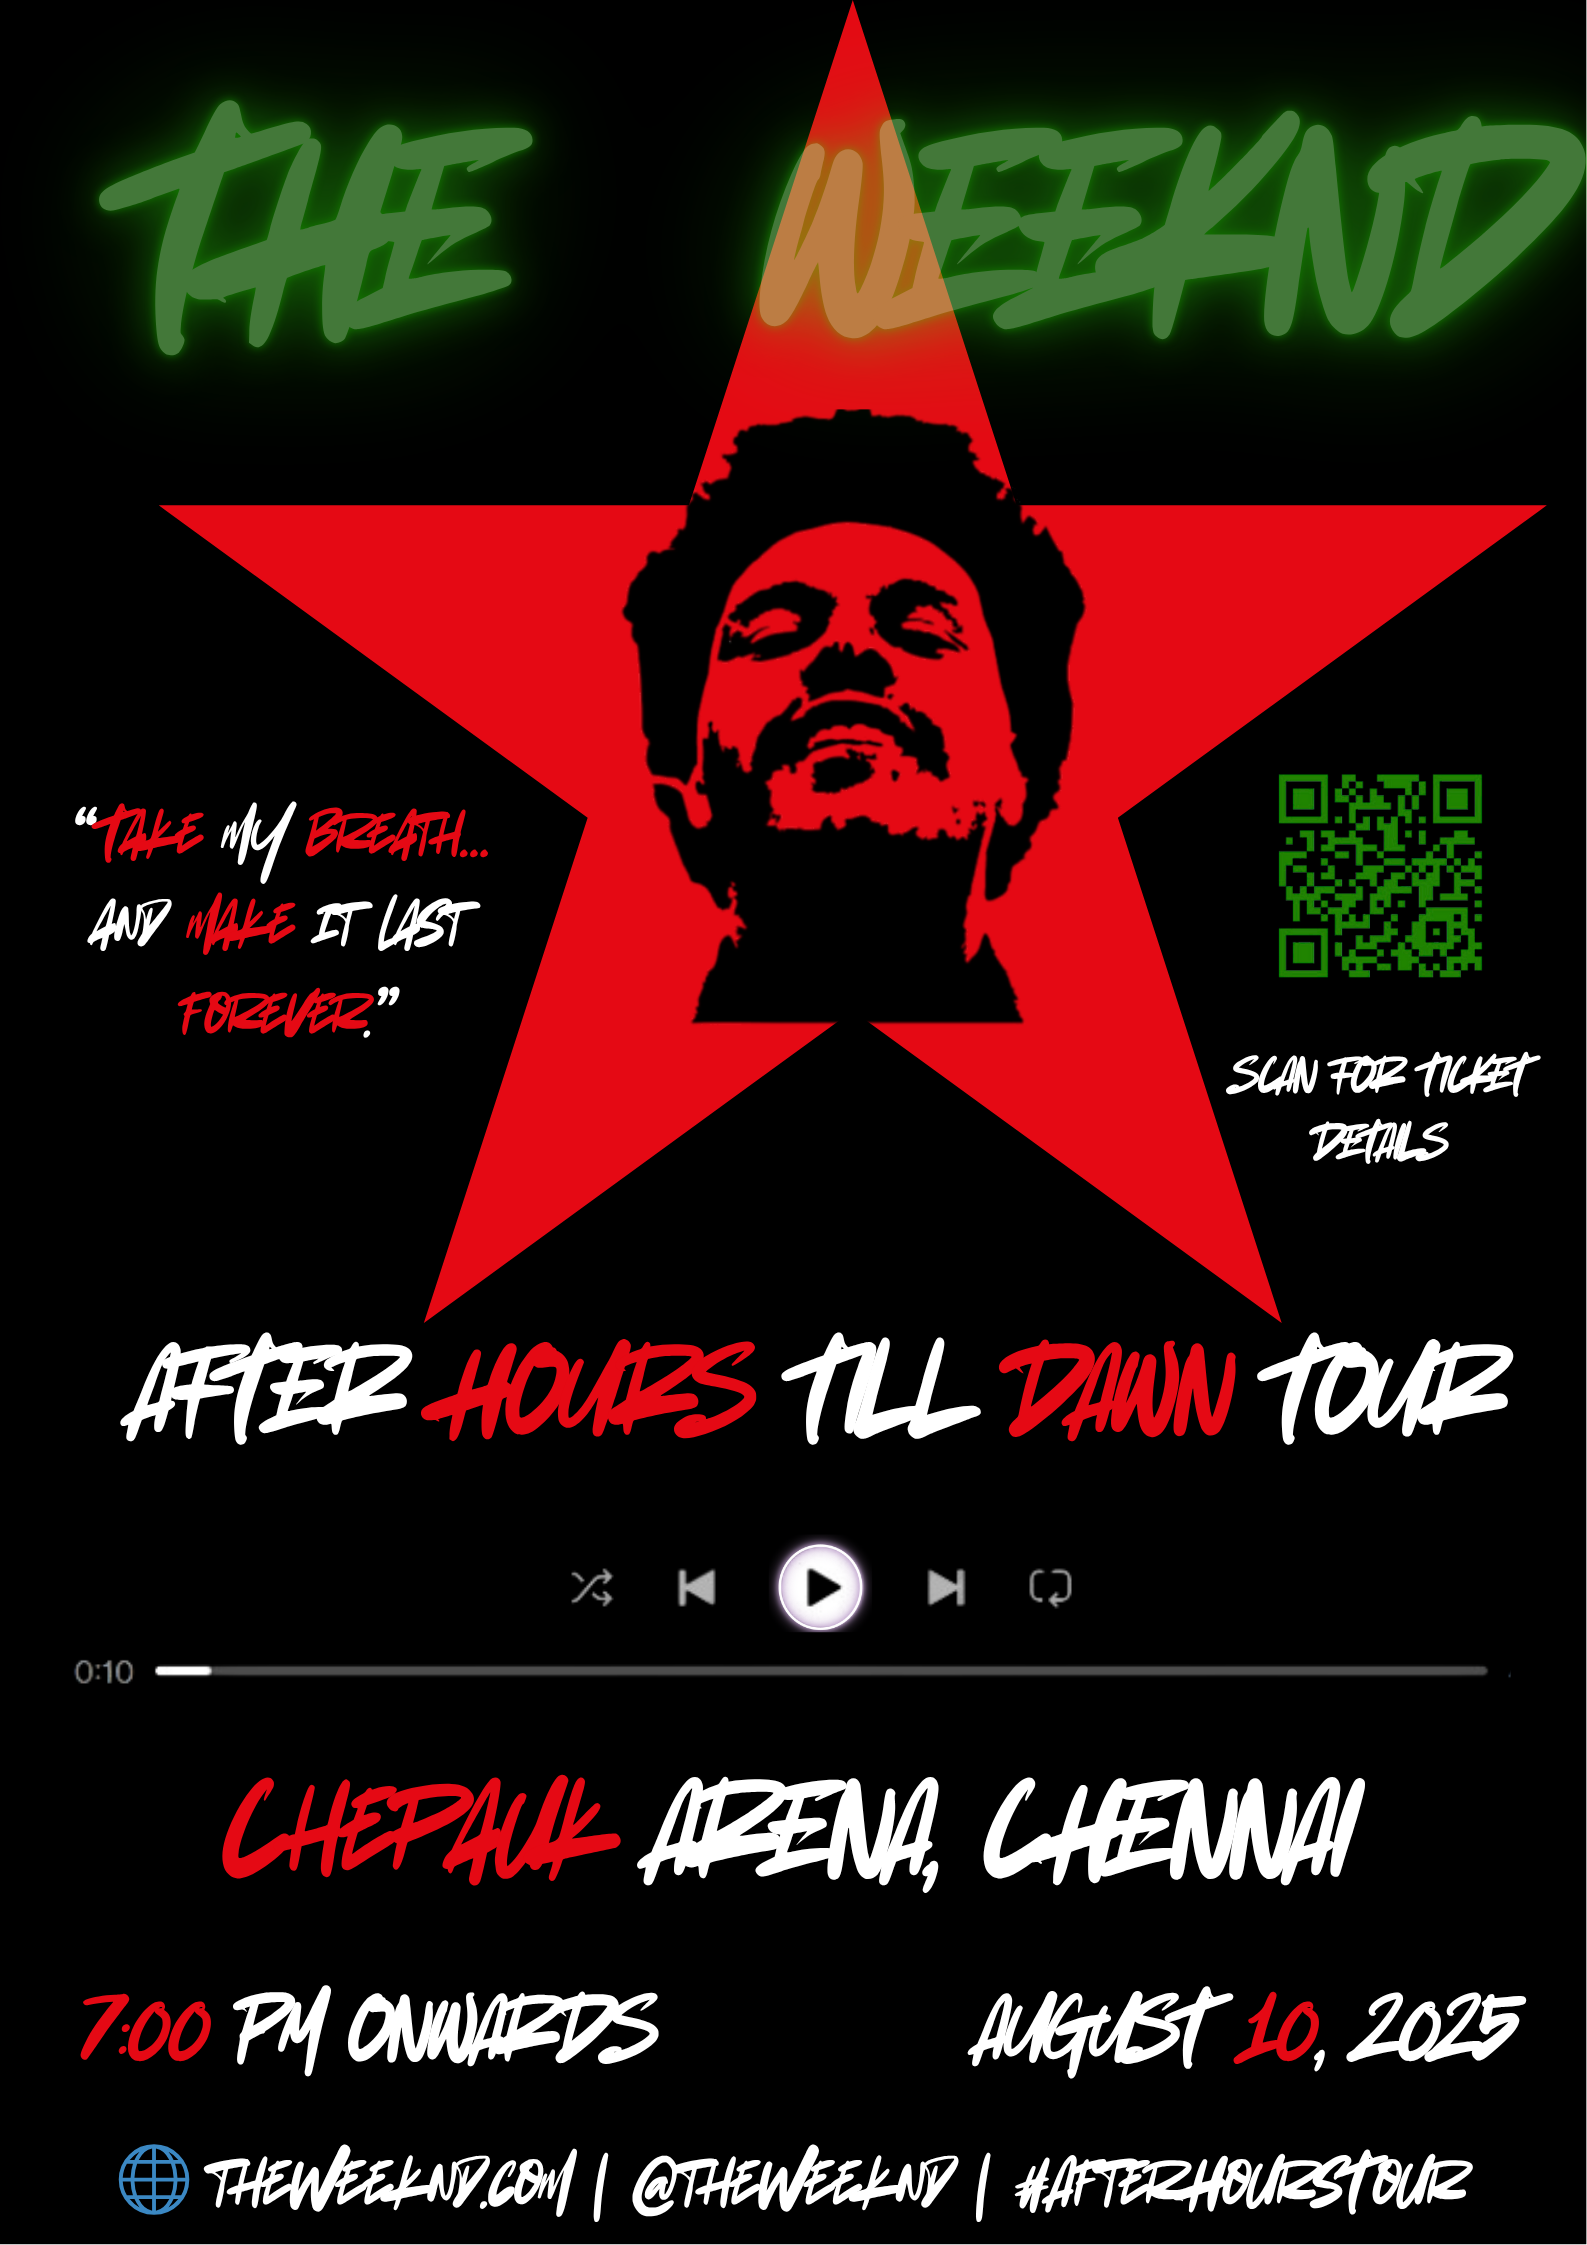 THE WEEKND
“TAKE MY BREATH...
AND MAKE IT LAST
FOREVER.”
SCAN FOR TICKET
DETAILS
AFTER HOURS TILL DAWN TOUR
0:10
CHEPAUK ARENA, CHENNAI
7:00 PM ONWARDS
AUGUST 10, 2025
THEWEEKND.COM | @THEWEEKND | #AFTERHOURSTOUR